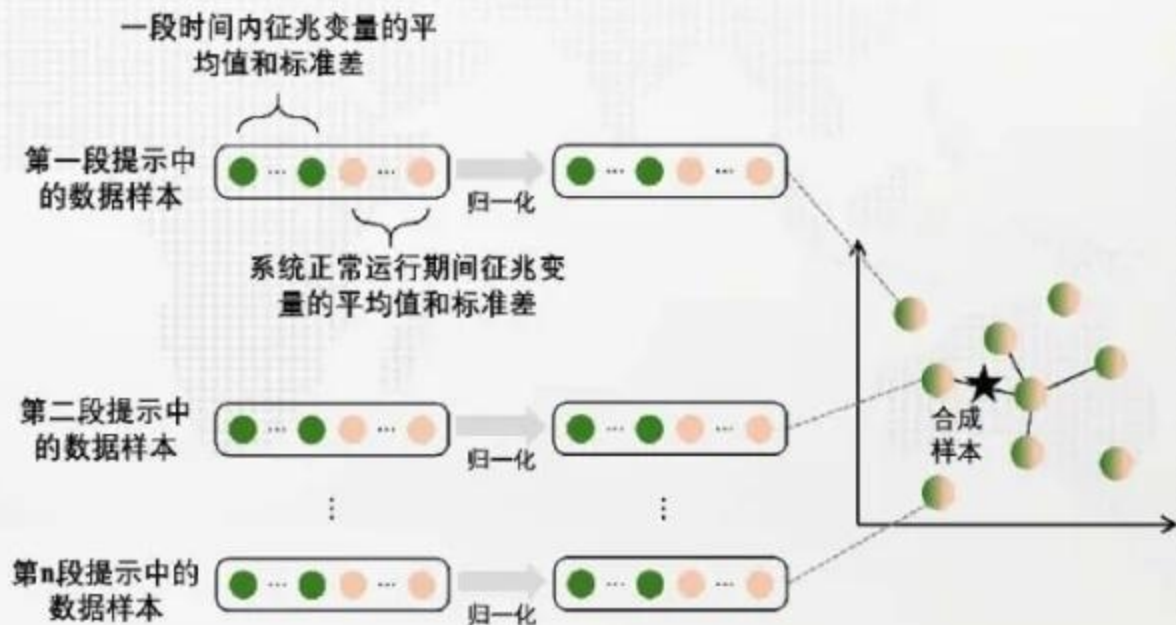 一段时间内征兆变量的平
均值和标准差
第一段提示中
的数据样本
归一化
系统正常运行期间征兆变
量的平均值和标准差
第二段提示中
的数据样本
归一化
合成
样本
第n段提示中的
数据样本
归一化